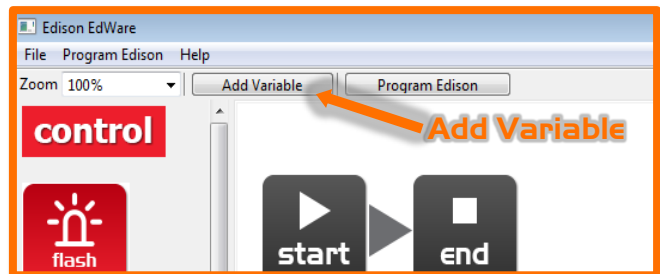 Edison EdWare
File Program Edison Help
Zoom 100% Add Variable Program Edison
control
Add Variable
flash
start end